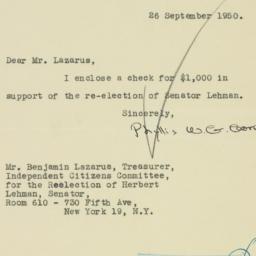 26 September 1950.
Dear Mr. Lazarus,
I enclose a check for $1,000 in
support of the re-election of Senator Lehman.
Sincerely,
Phyllis W. G.
Mr. Benjamin Lazarus, Treasurer,
Independent Citizens Committee,
for the Reelection of Herbert
Lehman, Senator,
Room 610 - 730 Fifth Ave,
New York 19, N.Y.